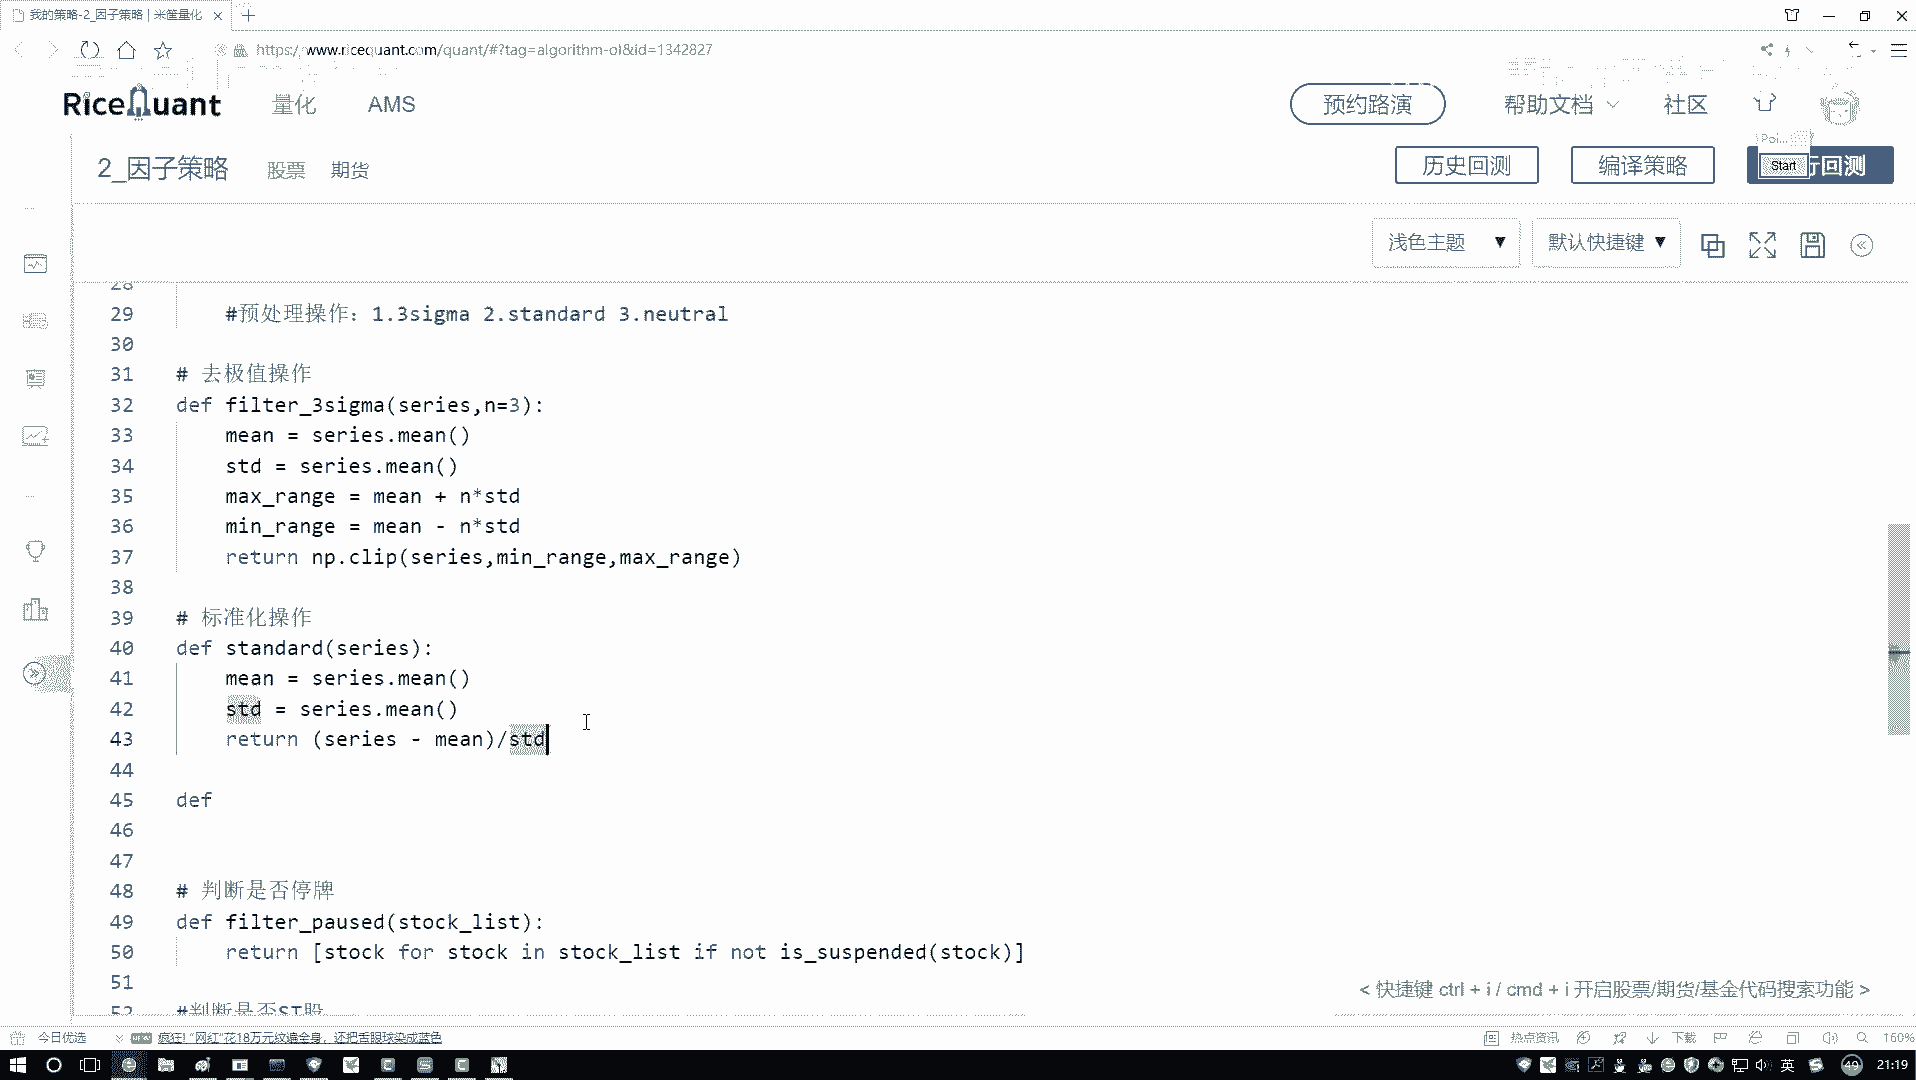 我的策略-2_因子策略 | 米筐量化
https://www.ricequant.com/quant/#?tag=algorithm-ol&id=1342827
RiceQuant 量化 AMS 预约路演 帮助文档 社区
Poi...
2_因子策略 股票 期货 历史回测 编译策略 Start 行回测
浅色主题 ▼ 默认快捷键 ▼
28
29 #预处理操作：1.3sigma 2.standard 3.neutral
30
31 # 去极值操作
32 def filter_3sigma(series,n=3):
33 mean = series.mean()
34 std = series.mean()
35 max_range = mean + n*std
36 min_range = mean - n*std
37 return np.clip(series,min_range,max_range)
38
39 # 标准化操作
40 def standard(series):
41 mean = series.mean()
42 std = series.mean()
43 return (series - mean)/std
44
45 def
46
47
48 # 判断是否停牌
49 def filter_paused(stock_list):
50 return [stock for stock in stock_list if not is_suspended(stock)]
51
52 #判断是否ST股
< 快捷键 ctrl + i / cmd + i 开启股票/期货/基金代码搜索功能 >
今日优选 NEW 疯狂!"网红"花18万元纹遍全身，还把舌眼球染成蓝色 热点资讯 下载 160%
英 49 21:19